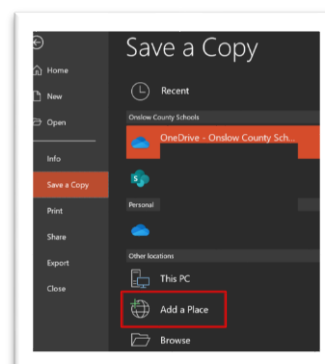 Save a Copy
Home
New
Open
Info
Save a Copy
Print
Share
Export
Close
Recent
Onslow County Schools
OneDrive - Onslow County Sch...
S
Personal
Other locations
This PC
Add a Place
Browse